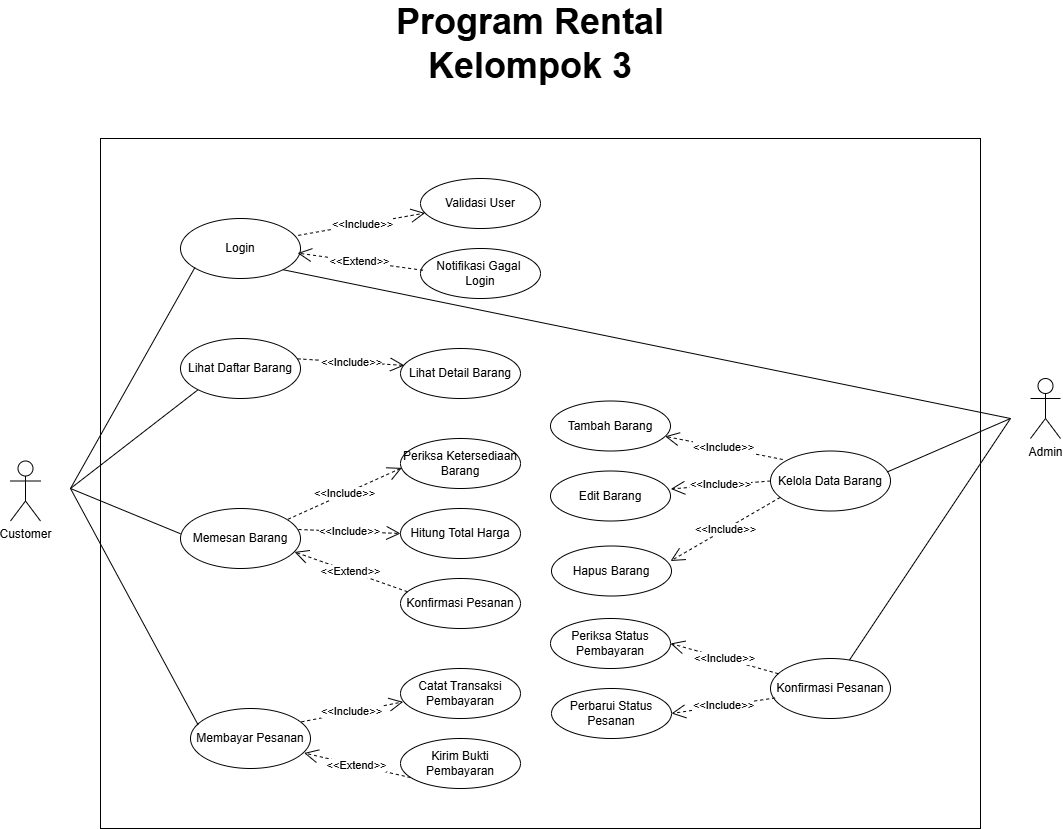 Program Rental
Kelompok 3
Validasi User
<<Include>>
Login
<<Extend>>
Notifikasi Gagal
Login
Lihat Daftar Barang
<<Include>>
Lihat Detail Barang
Periksa Ketersediaan
Barang
<<Include>>
Memesan Barang
<<Include>>
Hitung Total Harga
<<Extend>>
Konfirmasi Pesanan
Catat Transaksi
Pembayaran
<<Include>>
Membayar Pesanan
<<Extend>>
Kirim Bukti
Pembayaran
Customer
Tambah Barang
<<Include>>
Edit Barang
<<Include>>
Kelola Data Barang
<<Include>>
Hapus Barang
Periksa Status
Pembayaran
<<Include>>
Konfirmasi Pesanan
<<Include>>
Perbarui Status
Pesanan
Admin